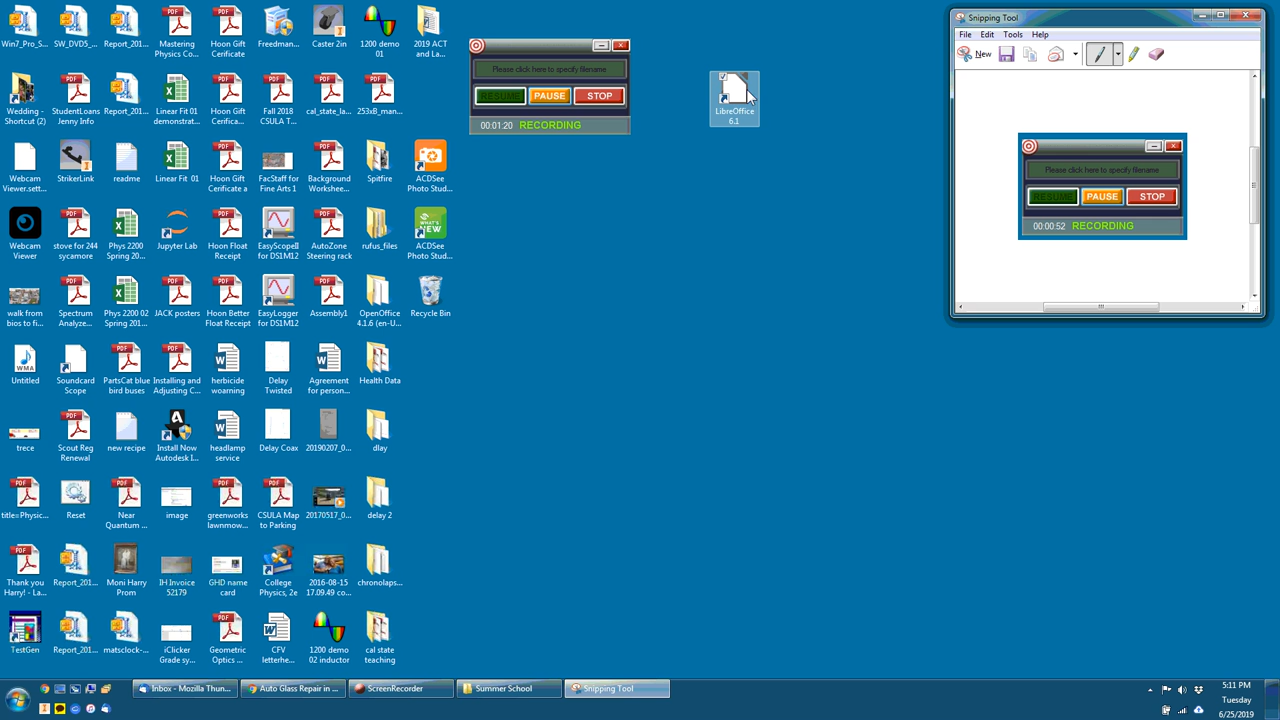 Win7_Pro_S...
SW_DVD5_...
Report_201...
Mastering
Physics Co...
Hoon Gift
Cerificate
Freedman...
Caster 2in
1200 demo
01
2019 ACT
and La...
Wedding -
Shortcut (2)
StudentLoans
Jenny Info
Report_201...
Linear Fit 01
demonstrat...
Hoon Gift
Cerifica...
Fall 2018
CSULA T...
cal_state_la...
253xB_man...
Webcam
Viewer.sett...
StrikerLink
readme
Linear Fit 01
Hoon Gift
Cerificate a
FacStaff for
Fine Arts 1
Background
Workshee...
Spitfire
ACDSee
Photo Stud...
Webcam
Viewer
stove for 244
sycamore
Phys 2200
Spring 20...
Jupyter Lab
Hoon Float
Receipt
EasyScopeII
for DS1M12
AutoZone
Steering rack
rufus_files
ACDSee
Photo Stud...
walk from
bios to fi...
Spectrum
Analyze...
Phys 2200 02
Spring 201...
JACK posters
Hoon Better
Float Receipt
EasyLogger
for DS1M12
Assembly1
OpenOffice
4.1.6 (en-U...
Recycle Bin
Untitled
Soundcard
Scope
PartsCat blue
bird buses
Installing and
Adjusting C...
herbicide
woarning
Delay
Twisted
Agreement
for person...
Health Data
trece
Scout Reg
Renewal
new recipe
Install Now
Autodesk I...
headlamp
service
Delay Coax
20190207_0...
dlay
title=Physic...
Reset
Near
Quantum ...
image
greenworks
lawnmow...
CSULA Map
to Parking
20170517_0...
delay 2
Thank you
Harry! - La...
Report_201...
Moni Harry
Prom
IH Invoice
52179
GHD name
card
College
Physics, 2e
2016-08-15
17.09.49 co...
chronolaps...
TestGen
Report_201...
matsclock-...
iClicker
Grade sy...
Geometric
Optics ...
CFV
letterhe...
1200 demo
02 inductor
cal state
teaching
Please click here to specify filename
RESUME PAUSE STOP
00:01:20 RECORDING
LibreOffice
6.1
Snipping Tool
File Edit Tools Help
New
Please click here to specify filename
RESUME PAUSE STOP
00:00:52 RECORDING
Inbox - Mozilla Thun...
Auto Glass Repair in ...
ScreenRecorder
Summer School
Snipping Tool
5:11 PM
Tuesday
6/25/2019